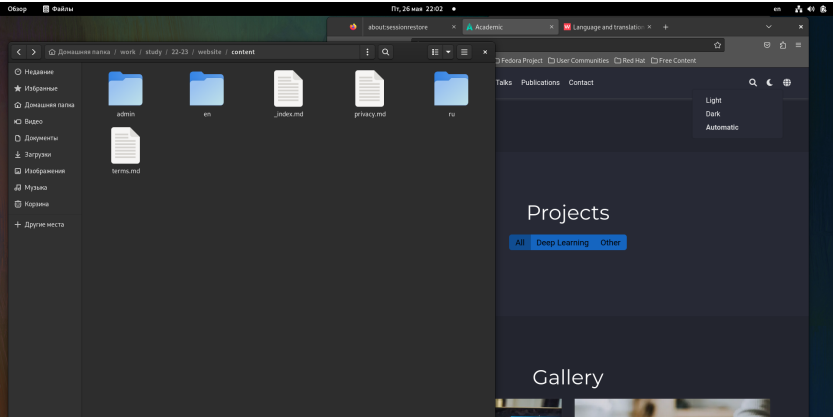 Обзор Файлы Пт, 26 мая 22:02 en
about:sessionrestore × Academic × Language and translation × +
Домашняя папка / work / study / 22-23 / website / content
Fedora Project User Communities Red Hat Free Content
Недавние
Избранные
Домашняя папка
Видео
Документы
Загрузки
Изображения
Музыка
Корзина
+ Другие места
admin en _index.md privacy.md ru
terms.md
Talks Publications Contact
Light
Dark
Automatic
Projects
All Deep Learning Other
Gallery